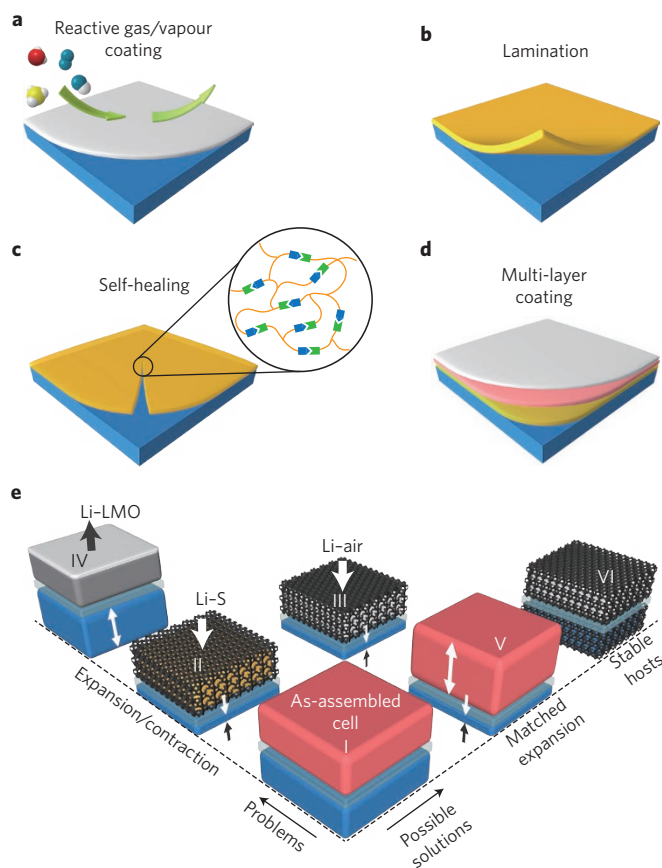 a
Reactive gas/vapour
coating
b
Lamination
c
Self-healing
d
Multi-layer
coating
e
Li–LMO
IV
Li–S
II
Li–air
III
V
VI
As-assembled
cell
I
Expansion/contraction
Problems
Possible
solutions
Matched
expansion
Stable
hosts